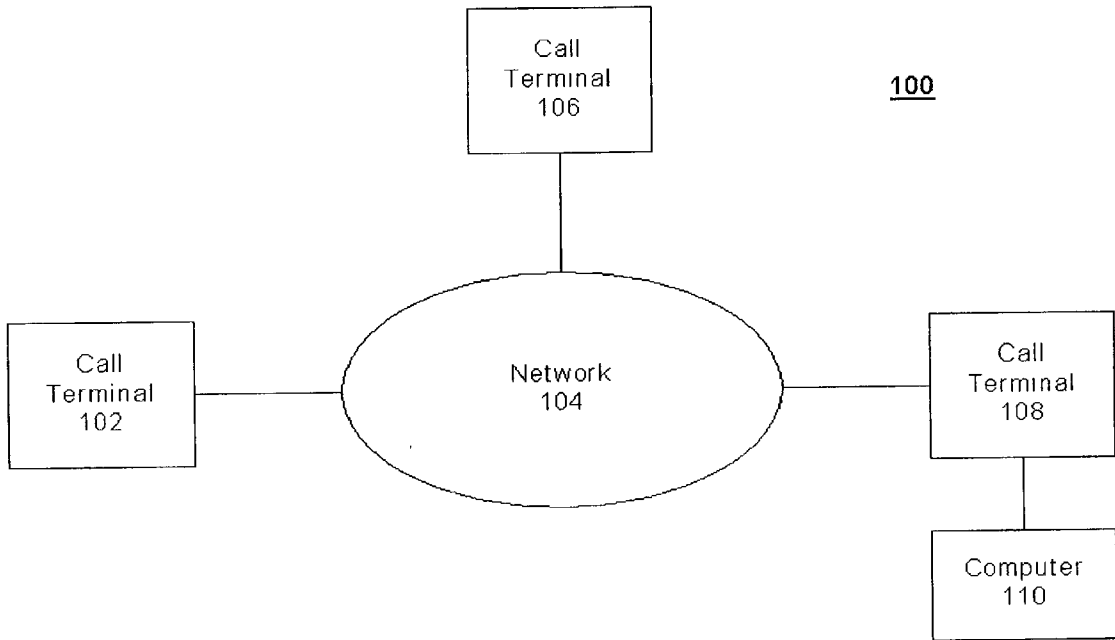 Call
Terminal
106
100
Call
Terminal
102
Network
104
Call
Terminal
108
Computer
110